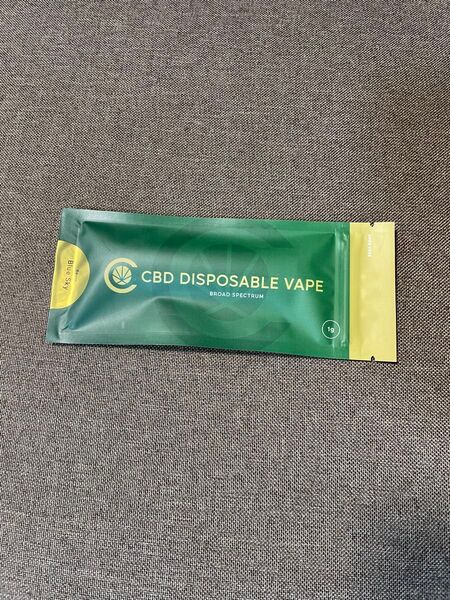 Blue Sky
CBD DISPOSABLE VAPE
BROAD SPECTRUM
1g